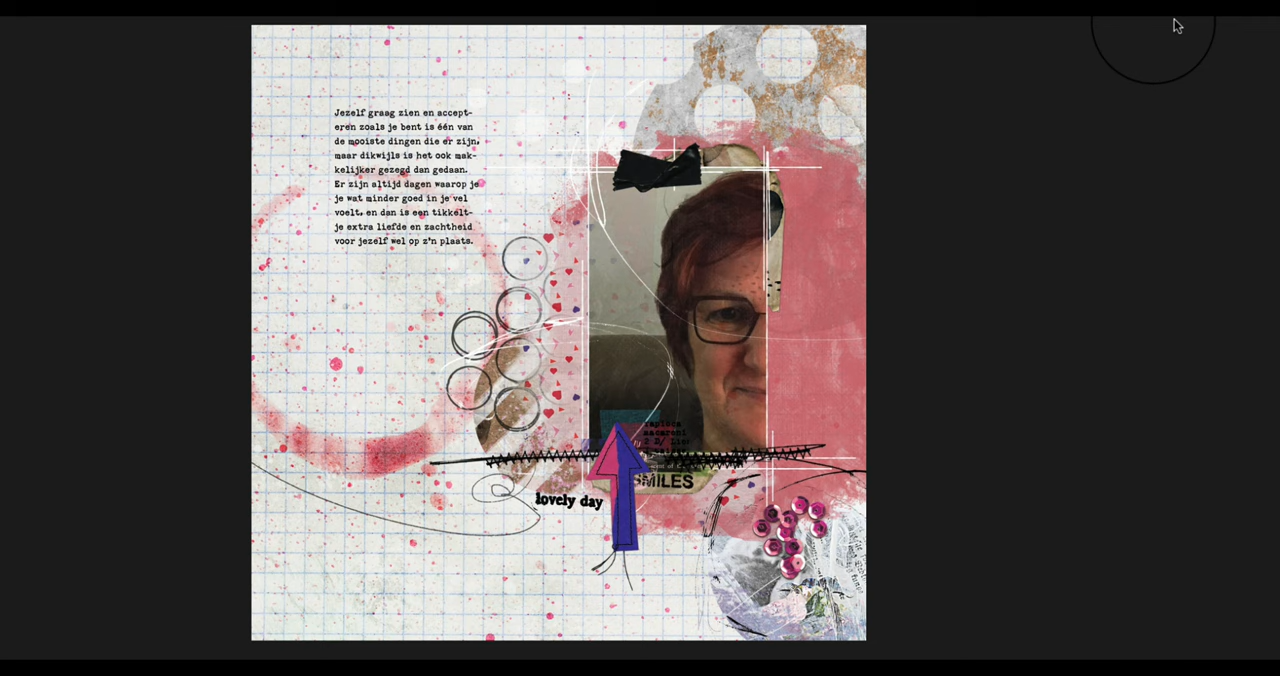 Jezelf graag zien en accept-
eren zoals je bent is één van
de mooiste dingen die er zijn,
maar dikwijls is het ook mak-
kelijker gezegd dan gedaan.
Er zijn altijd dagen waarop je
je wat minder goed in je vel
voelt, en dan is een tikkelt-
je extra liefde en zachtheid
voor jezelf wel op z'n plaats.
tapioca
macaroni
SMILES
lovely day